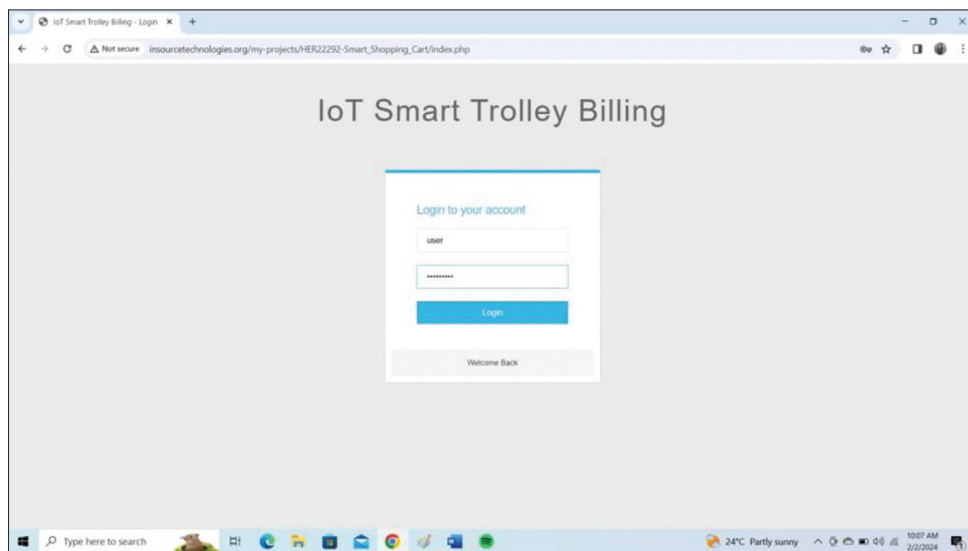 IoT Smart Trolley Billing - Login
Not secure insourcetechnologies.org/my-projects/HER22292-Smart_Shopping_Cart/index.php
IoT Smart Trolley Billing
Login to your account
user
•••••••••
Login
Welcome Back
Type here to search
24°C Partly sunny
10:07 AM
2/2/2024